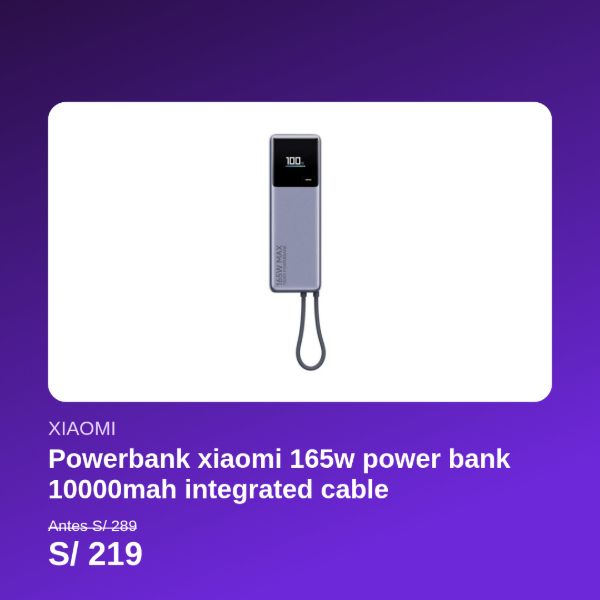 100
165W MAX
XIAOMI
Powerbank xiaomi 165w power bank
10000mah integrated cable
Antes S/ 289
S/ 219